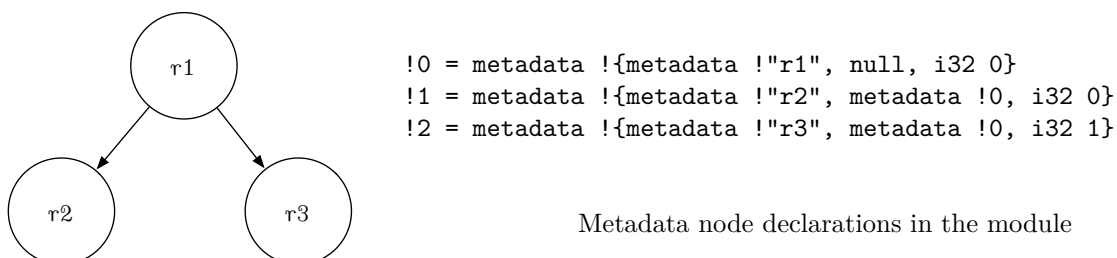 r1
r2
r3
!0 = metadata !{metadata !"r1", null, i32 0}
!1 = metadata !{metadata !"r2", metadata !0, i32 0}
!2 = metadata !{metadata !"r3", metadata !0, i32 1}
Metadata node declarations in the module